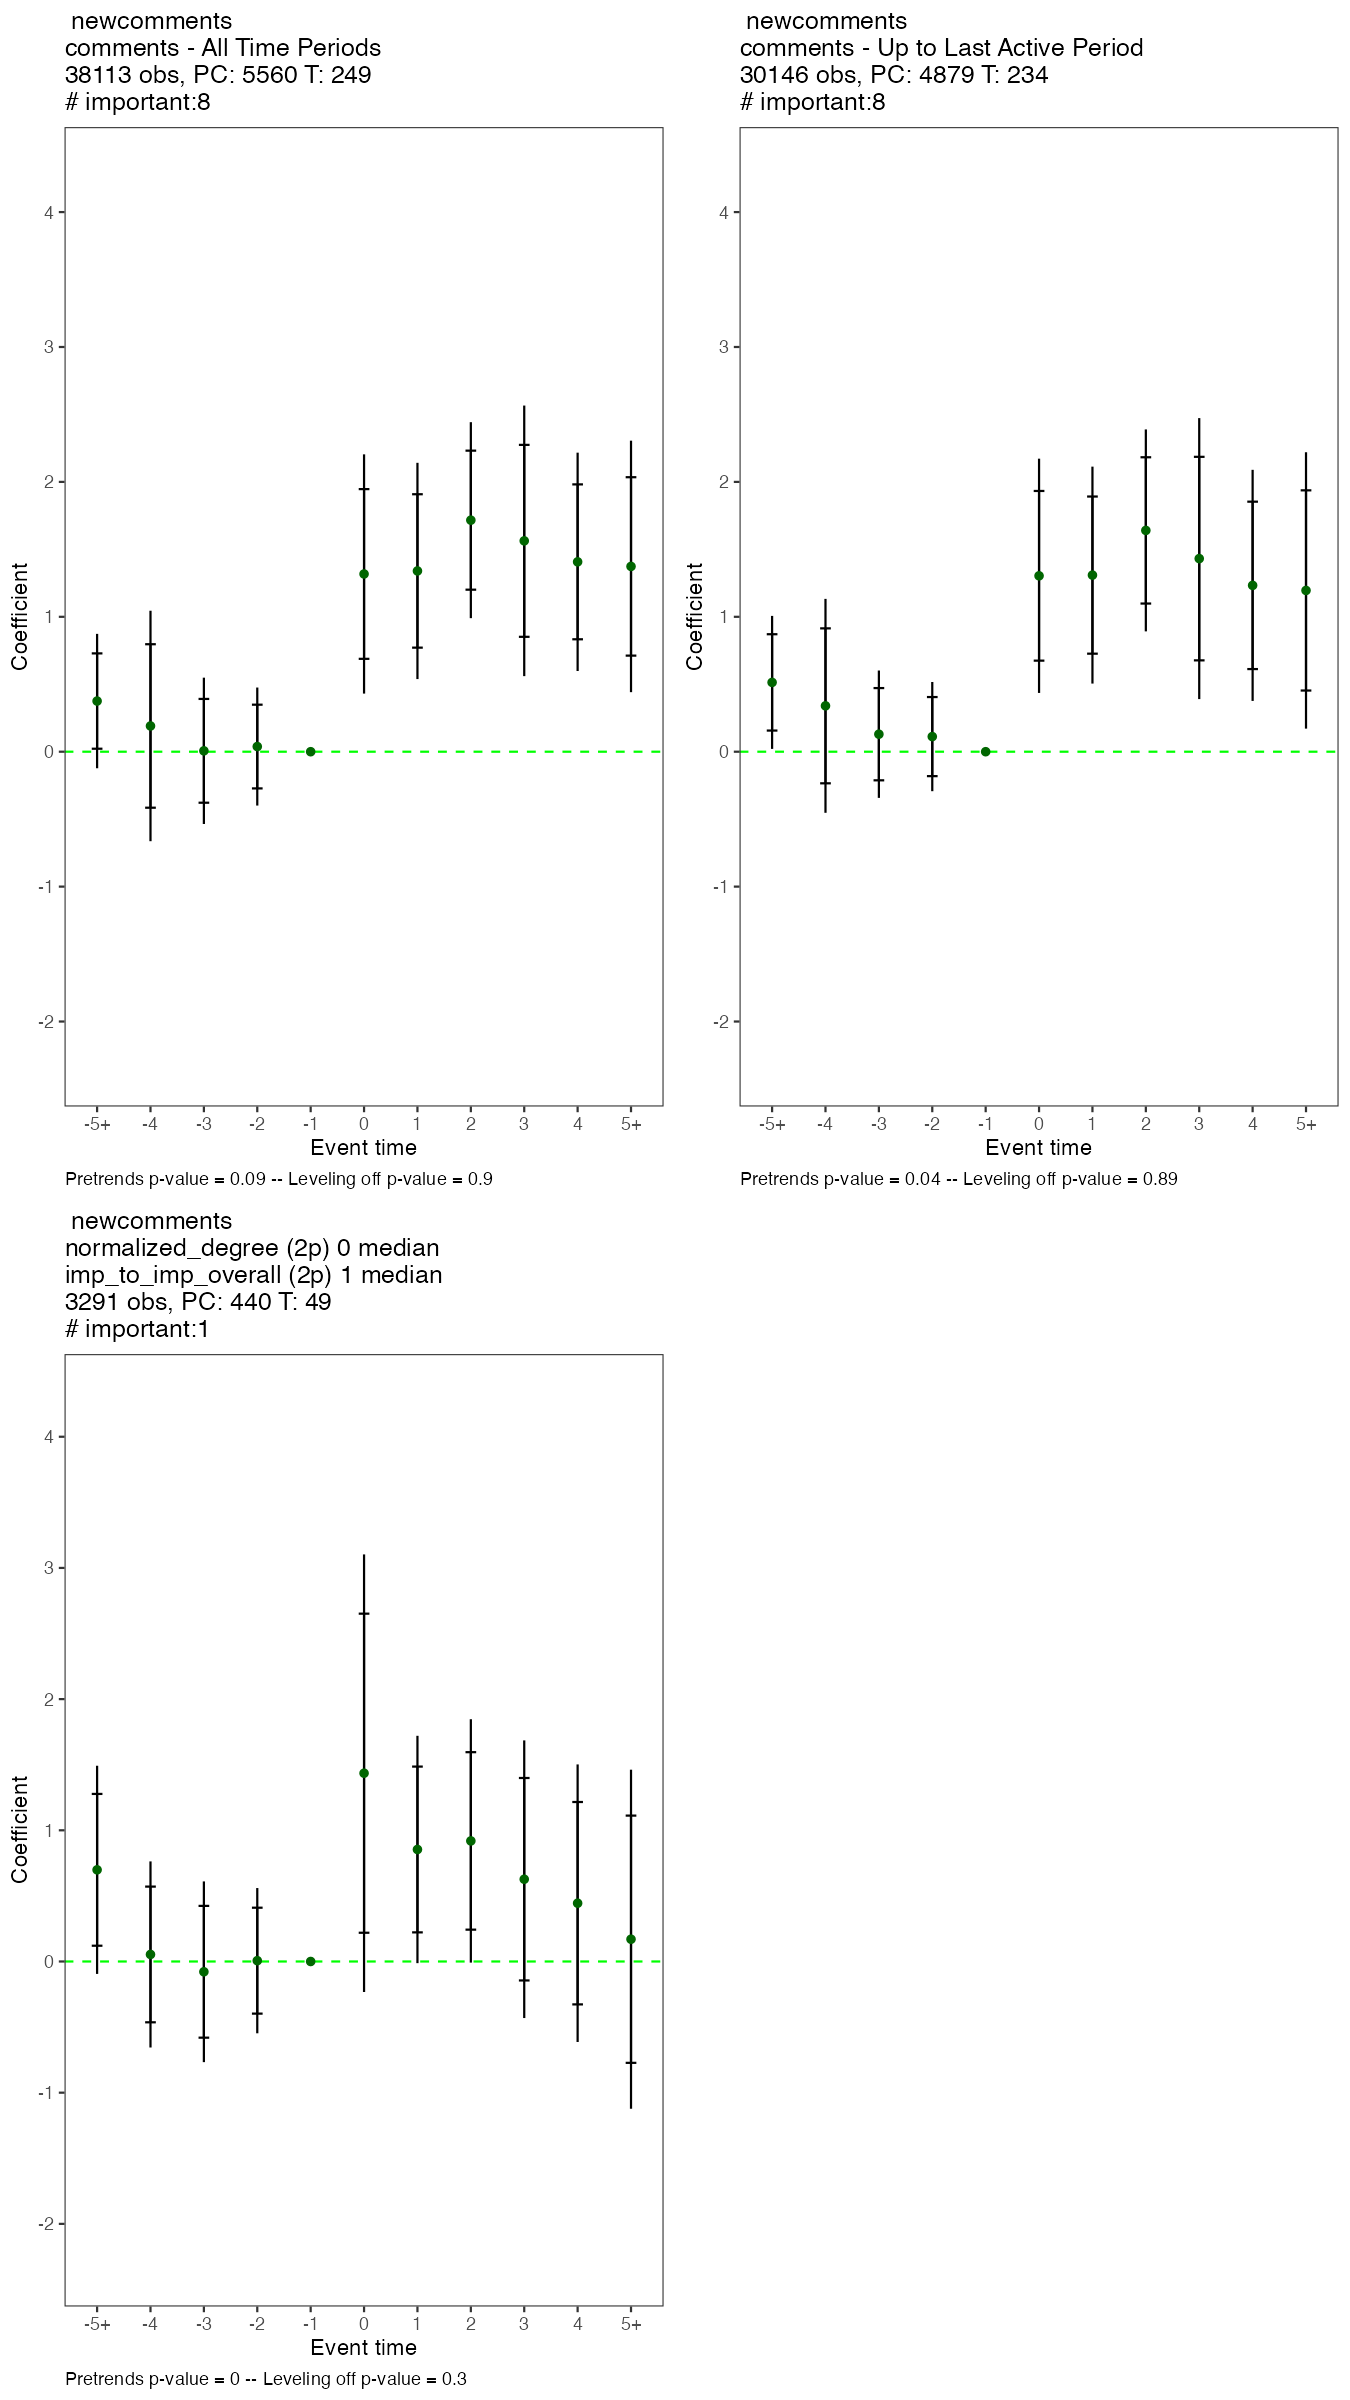 newcomments
comments - All Time Periods
38113 obs, PC: 5560 T: 249
# important:8
Coefficient
4
3
2
1
0
-1
-2
-5+ -4 -3 -2 -1 0 1 2 3 4 5+
Event time
Pretrends p-value = 0.09 -- Leveling off p-value = 0.9
newcomments
comments - Up to Last Active Period
30146 obs, PC: 4879 T: 234
# important:8
Coefficient
4
3
2
1
0
-1
-2
-5+ -4 -3 -2 -1 0 1 2 3 4 5+
Event time
Pretrends p-value = 0.04 -- Leveling off p-value = 0.89
newcomments
normalized_degree (2p) 0 median
imp_to_imp_overall (2p) 1 median
3291 obs, PC: 440 T: 49
# important:1
Coefficient
4
3
2
1
0
-1
-2
-5+ -4 -3 -2 -1 0 1 2 3 4 5+
Event time
Pretrends p-value = 0 -- Leveling off p-value = 0.3